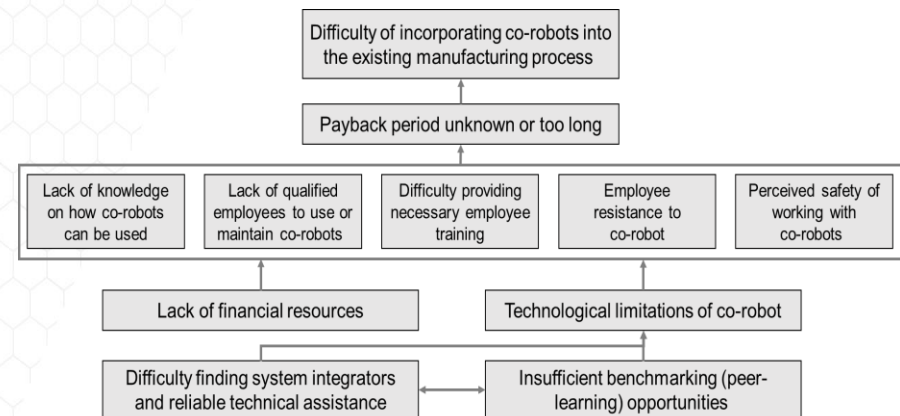 Difficulty of incorporating co-robots into
the existing manufacturing process
Payback period unknown or too long
Lack of knowledge
on how co-robots
can be used
Lack of qualified
employees to use or
maintain co-robots
Difficulty providing
necessary employee
training
Employee
resistance to
co-robot
Perceived safety of
working with
co-robots
Lack of financial resources
Technological limitations of co-robot
Difficulty finding system integrators
and reliable technical assistance
Insufficient benchmarking (peer-
learning) opportunities